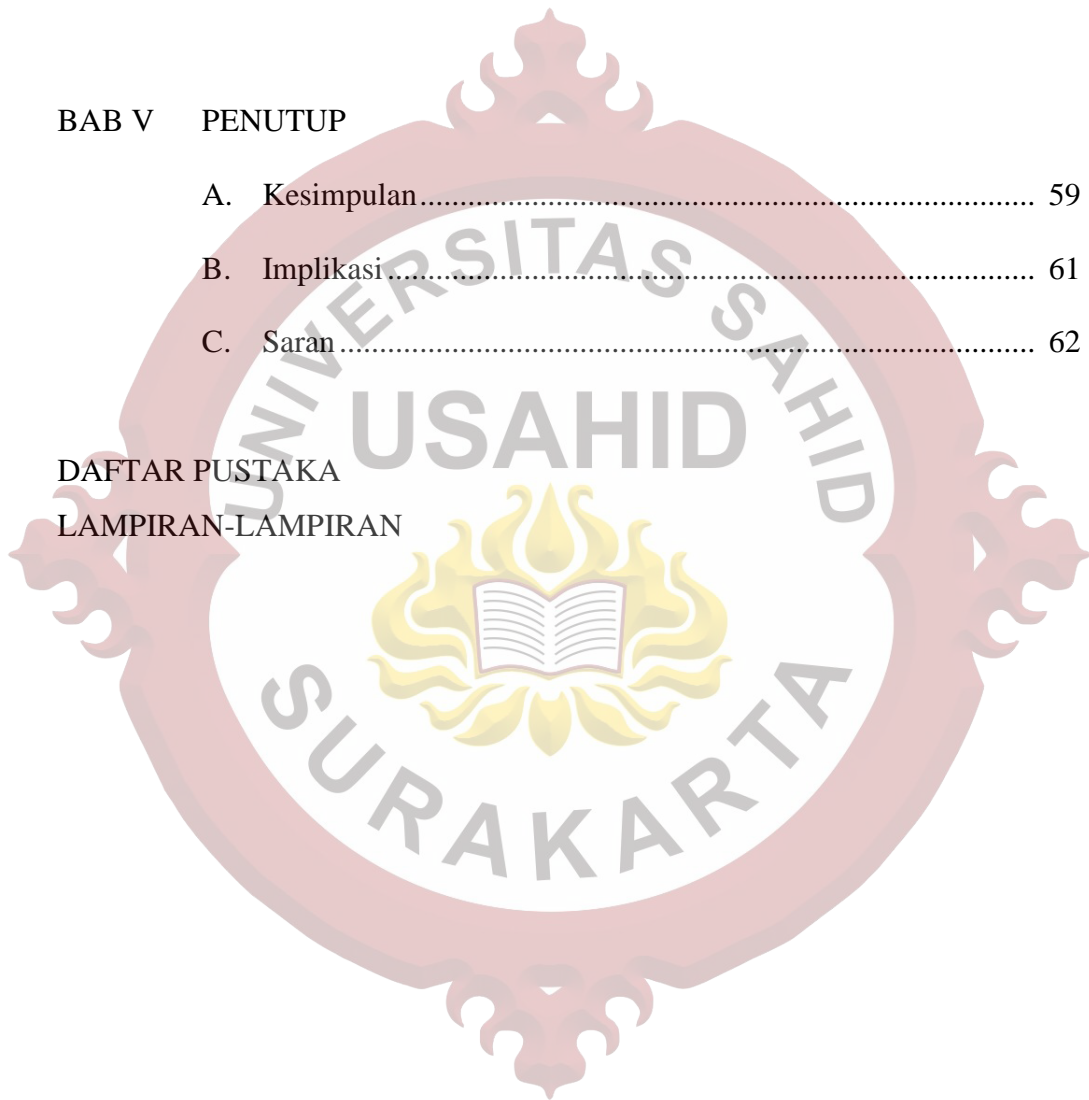 BAB V PENUTUP
A. Kesimpulan........................................................................... 59
B. Implikasi............................................................................... 61
C. Saran..................................................................................... 62
UNIVERSITAS SAHID
USAHID
DAFTAR PUSTAKA
LAMPIRAN-LAMPIRAN
SURAKARTA